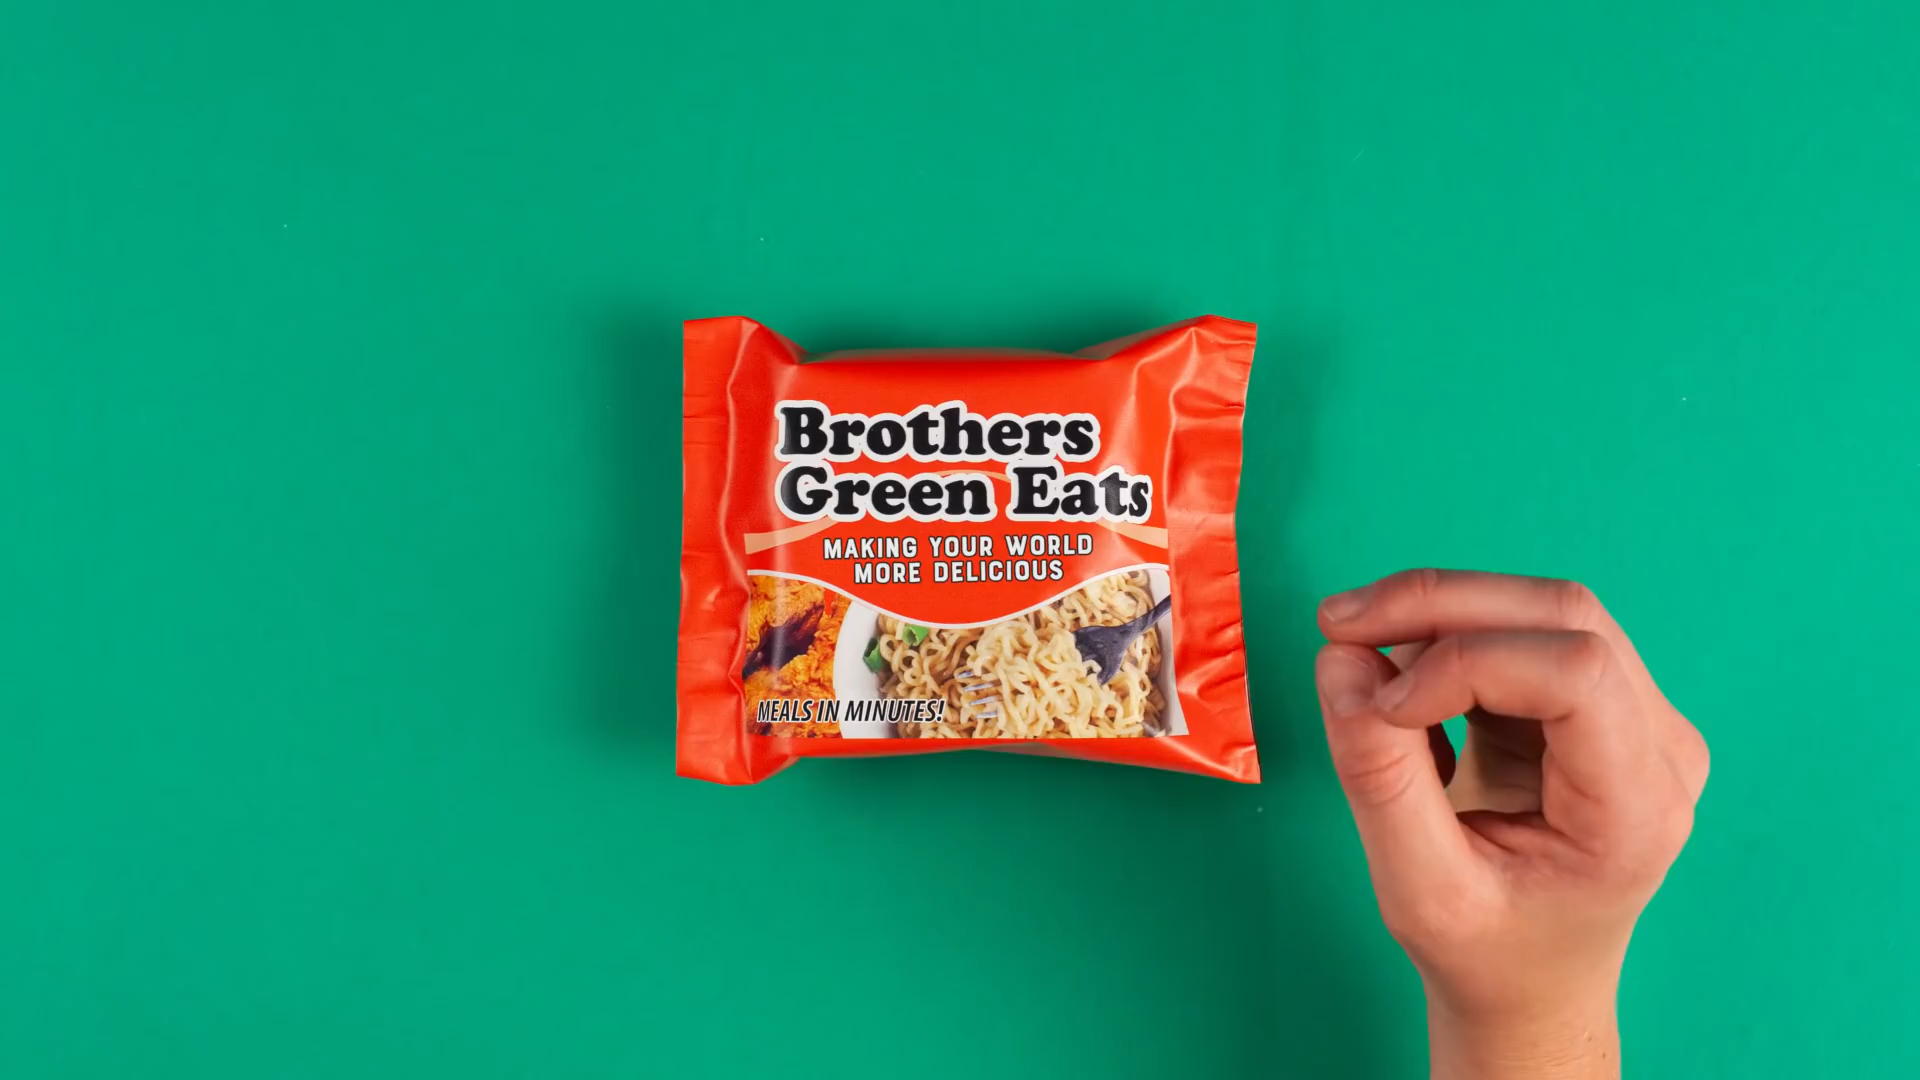 Brothers
Green Eats
MAKING YOUR WORLD
MORE DELICIOUS
MEALS IN MINUTES!